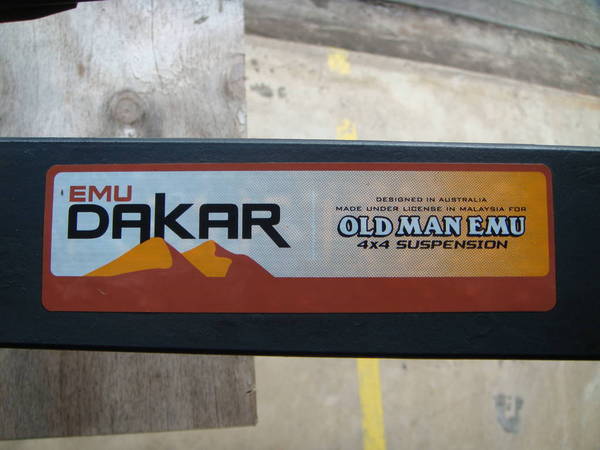 EMU
DAKAR
DESIGNED IN AUSTRALIA
MADE UNDER LICENSE IN MALAYSIA FOR
OLD MAN EMU
4x4 SUSPENSION